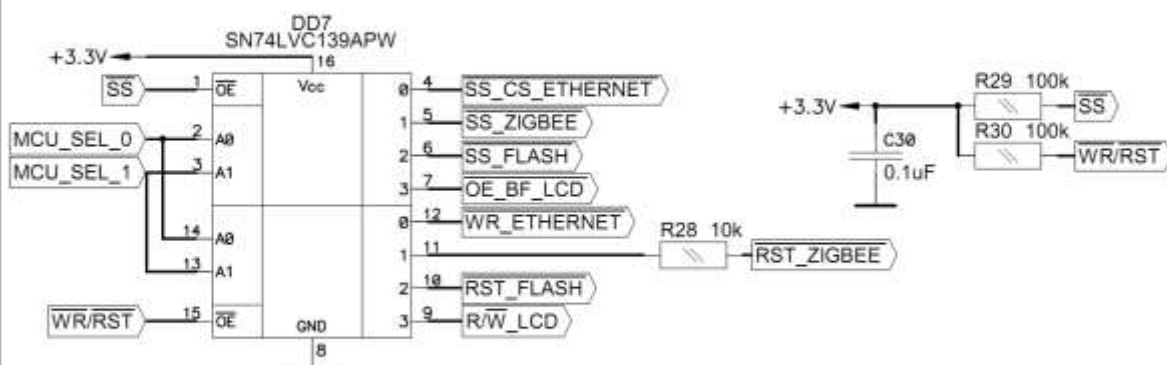 DD7
SN74LVC139APW
+3.3V
16
SS 1 OE Vcc 0 4 SS_CS_ETHERNET
1 5 SS_ZIGBEE
MCU_SEL_0 2 A0
2 6 SS_FLASH
MCU_SEL_1 3 A1
3 7 OE_BF_LCD
0 12 WR_ETHERNET
14 A0
1 11 R28 10k RST_ZIGBEE
13 A1
2 10 RST_FLASH
WR/RST 15 OE GND 3 9 R/W_LCD
8
R29 100k
+3.3V SS
R30 100k
C30 WR/RST
0.1uF